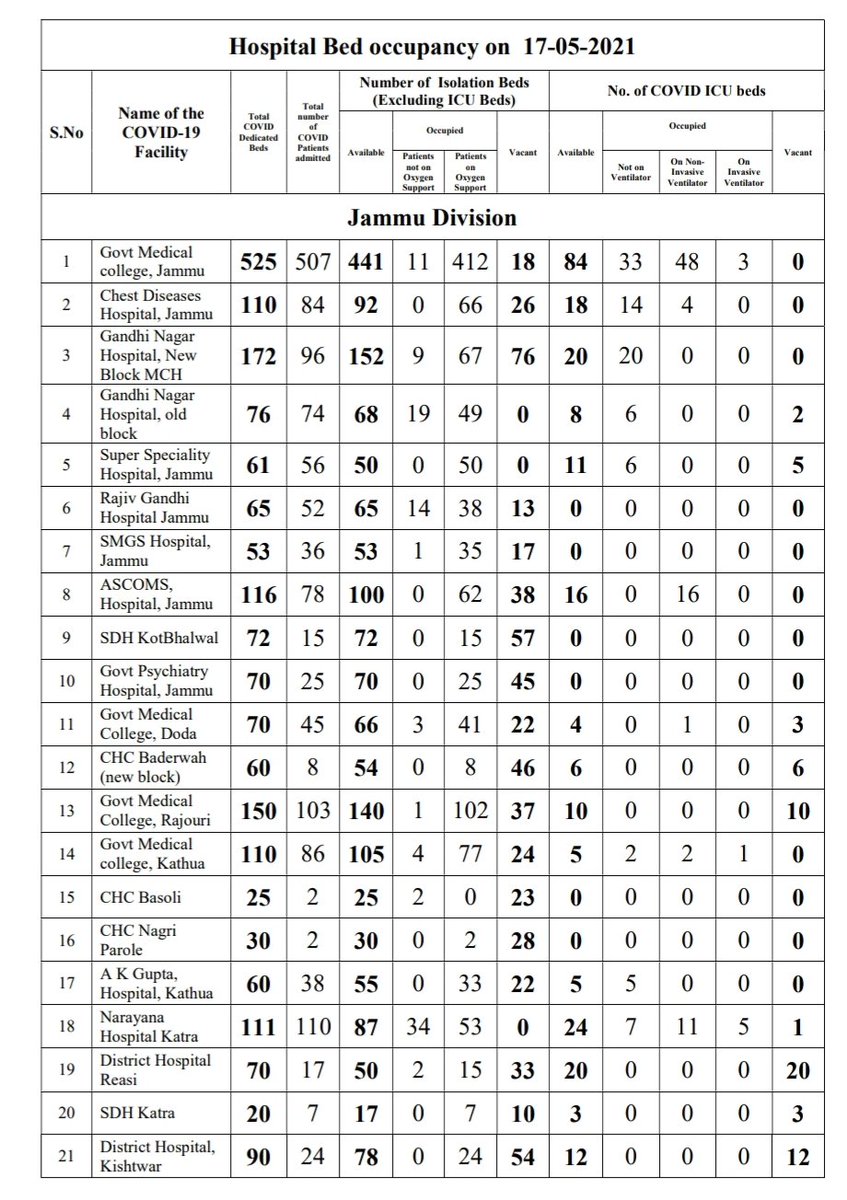 Hospital Bed occupancy on 17-05-2021
S.No
Name of the
COVID-19
Facility
Total
COVID
Dedicated
Beds
Total
number
of
COVID
Patients
admitted
Number of Isolation Beds
(Excluding ICU Beds)
No. of COVID ICU beds
Available
Occupied
Vacant
Available
Occupied
Vacant
Patients
not on
Oxygen
Support
Patients
on
Oxygen
Support
Not on
Ventilator
On Non-
Invasive
Ventilator
On
Invasive
Ventilator
Jammu Division
1 Govt Medical
college, Jammu 525 507 441 11 412 18 84 33 48 3 0
2 Chest Diseases
Hospital, Jammu 110 84 92 0 66 26 18 14 4 0 0
3 Gandhi Nagar
Hospital, New
Block MCH 172 96 152 9 67 76 20 20 0 0 0
4 Gandhi Nagar
Hospital, old
block 76 74 68 19 49 0 8 6 0 0 2
5 Super Speciality
Hospital, Jammu 61 56 50 0 50 0 11 6 0 0 5
6 Rajiv Gandhi
Hospital Jammu 65 52 65 14 38 13 0 0 0 0 0
7 SMGS Hospital,
Jammu 53 36 53 1 35 17 0 0 0 0 0
8 ASCOMS,
Hospital, Jammu 116 78 100 0 62 38 16 0 16 0 0
9 SDH KotBhalwal 72 15 72 0 15 57 0 0 0 0 0
10 Govt Psychiatry
Hospital, Jammu 70 25 70 0 25 45 0 0 0 0 0
11 Govt Medical
College, Doda 70 45 66 3 41 22 4 0 1 0 3
12 CHC Baderwah
(new block) 60 8 54 0 8 46 6 0 0 0 6
13 Govt Medical
College, Rajouri 150 103 140 1 102 37 10 0 0 0 10
14 Govt Medical
college, Kathua 110 86 105 4 77 24 5 2 2 1 0
15 CHC Basoli 25 2 25 2 0 23 0 0 0 0 0
16 CHC Nagri
Parole 30 2 30 0 2 28 0 0 0 0 0
17 A K Gupta,
Hospital, Kathua 60 38 55 0 33 22 5 5 0 0 0
18 Narayana
Hospital Katra 111 110 87 34 53 0 24 7 11 5 1
19 District Hospital
Reasi 70 17 50 2 15 33 20 0 0 0 20
20 SDH Katra 20 7 17 0 7 10 3 0 0 0 3
21 District Hospital,
Kishtwar 90 24 78 0 24 54 12 0 0 0 12